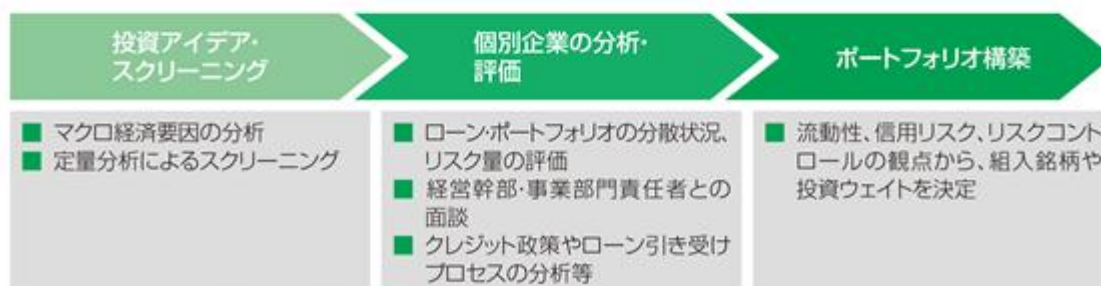 投資アイデア・
スクリーニング
個別企業の分析・
評価
ポートフォリオ構築
■ マクロ経済要因の分析
■ 定量分析によるスクリーニング
■ ローン・ポートフォリオの分散状況、
リスク量の評価
■ 経営幹部・事業部門責任者との
面談
■ クレジット政策やローン引き受け
プロセスの分析等
■ 流動性、信用リスク、リスクコント
ロールの観点から、組入銘柄や
投資ウェイトを決定